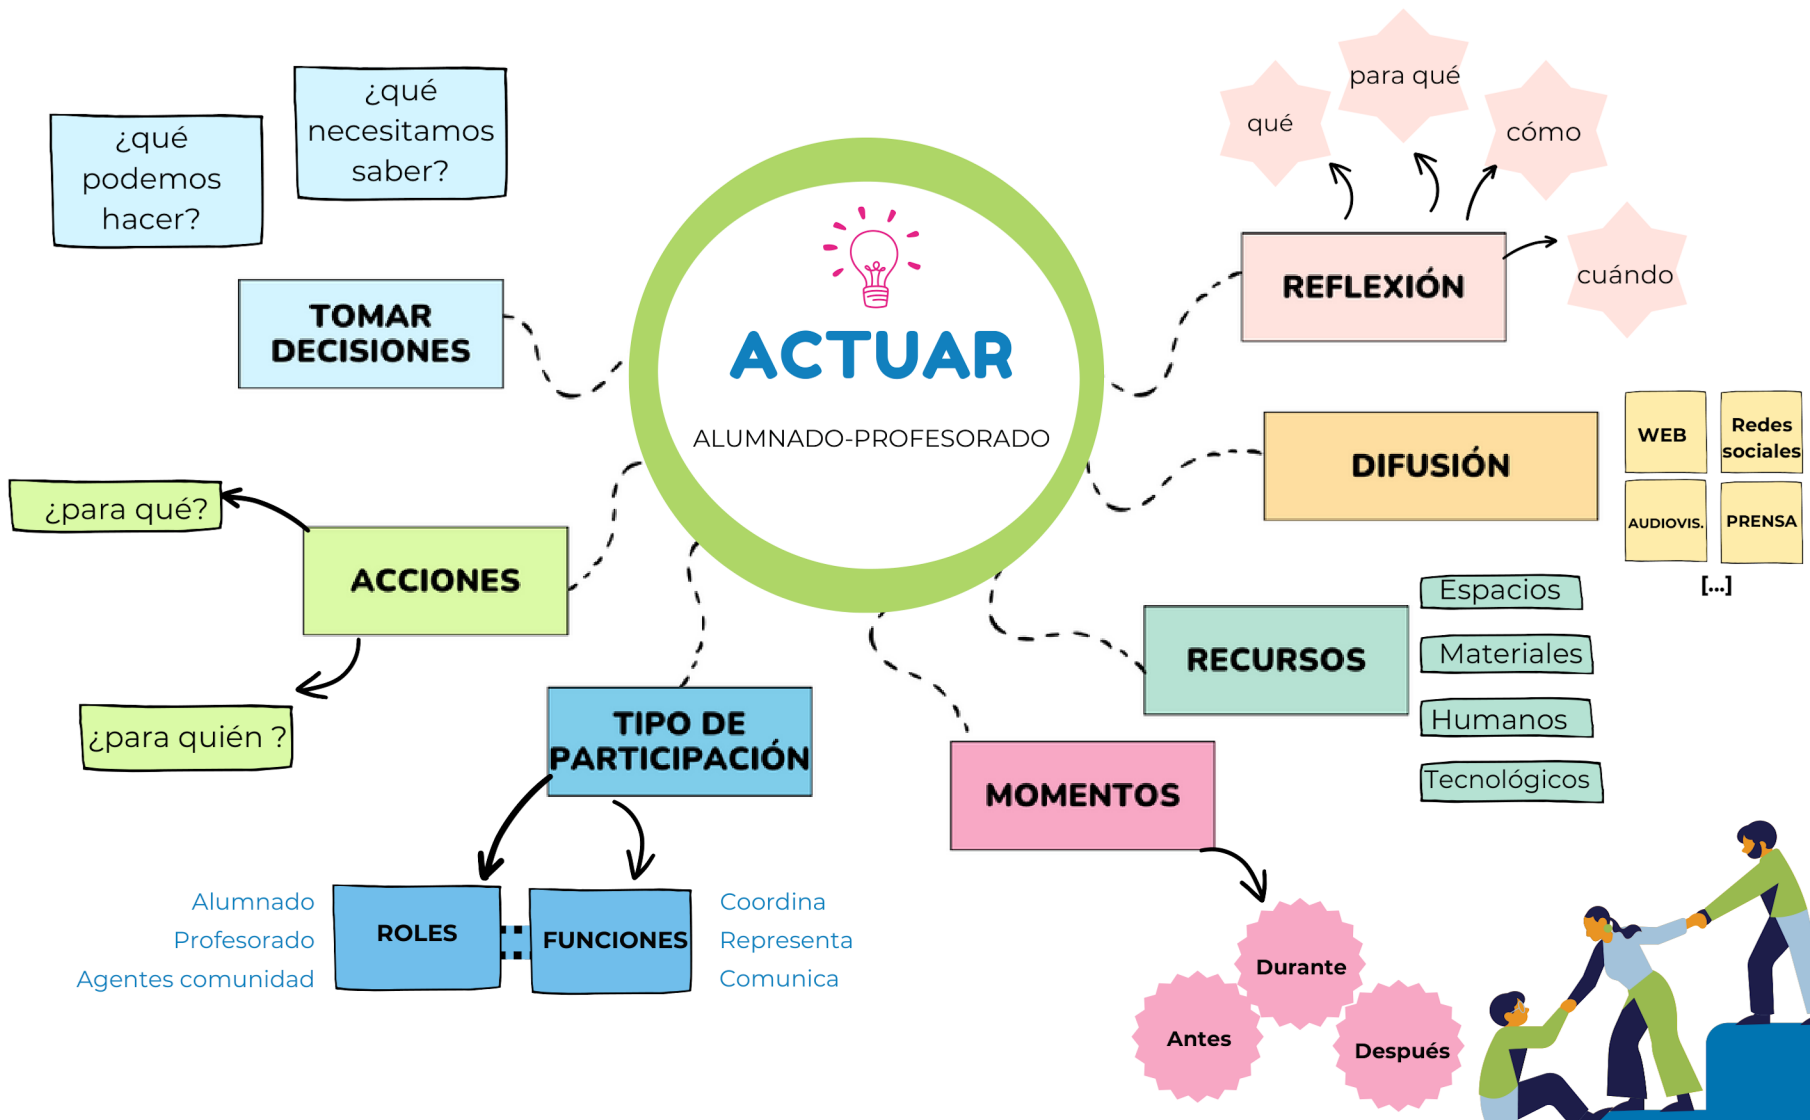 ACTUAR
ALUMNADO-PROFESORADO
¿qué
podemos
hacer?
¿qué
necesitamos
saber?
TOMAR
DECISIONES
¿para qué?
ACCIONES
¿para quién ?
TIPO DE
PARTICIPACIÓN
Alumnado
Profesorado
Agentes comunidad
ROLES
FUNCIONES
Coordina
Representa
Comunica
MOMENTOS
Antes
Durante
Después
RECURSOS
Espacios
Materiales
Humanos
Tecnológicos
DIFUSIÓN
WEB
Redes
sociales
AUDIOVIS.
PRENSA
[...]
REFLEXIÓN
qué
para qué
cómo
cuándo